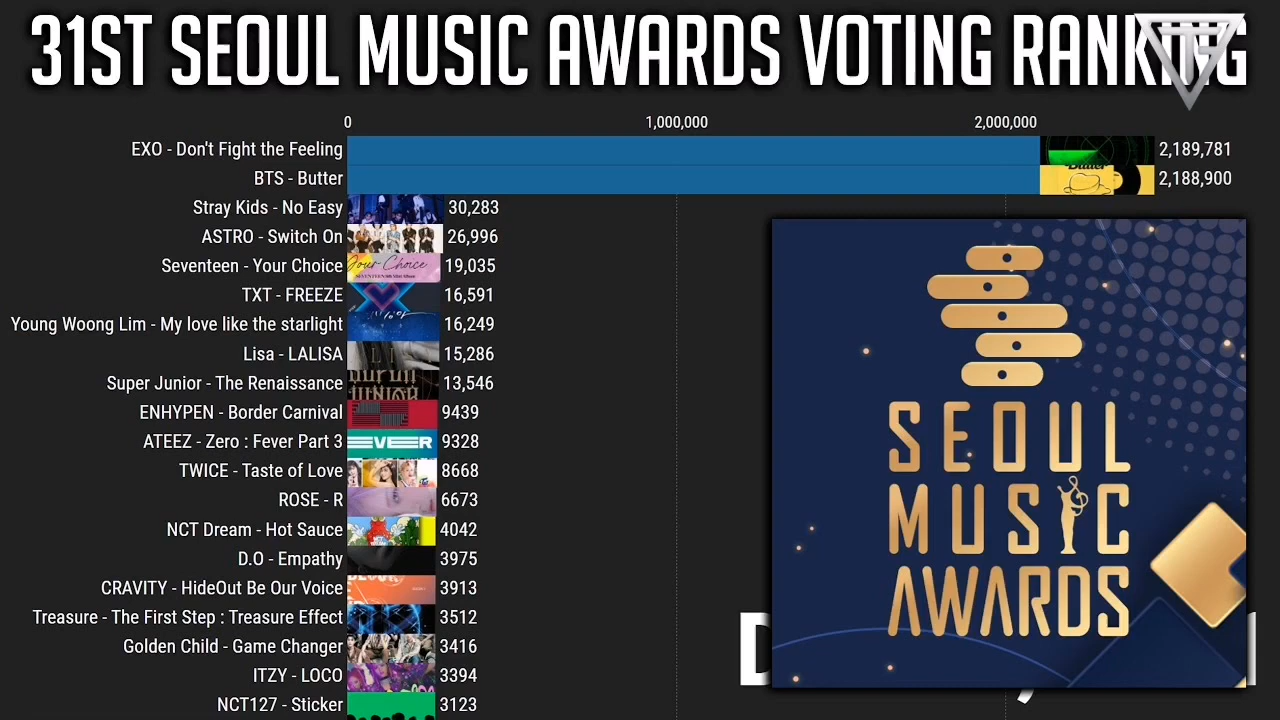 31ST SEOUL MUSIC AWARDS VOTING RANKING
0 1,000,000 2,000,000
EXO - Don't Fight the Feeling 2,189,781
BTS - Butter 2,188,900
Stray Kids - No Easy 30,283
ASTRO - Switch On 26,996
Seventeen - Your Choice Your Choice 19,035
TXT - FREEZE 16,591
Young Woong Lim - My love like the starlight 16,249
Lisa - LALISA 15,286
Super Junior - The Renaissance 13,546
ENHYPEN - Border Carnival 9439
ATEEZ - Zero : Fever Part 3 EVER 9328
TWICE - Taste of Love 8668
ROSE - R 6673
NCT Dream - Hot Sauce 4042
D.O - Empathy 3975
CRAVITY - HideOut Be Our Voice 3913
Treasure - The First Step : Treasure Effect 3512
Golden Child - Game Changer 3416
ITZY - LOCO 3394
NCT127 - Sticker 3123
SEOUL
MUSIC
AWARDS